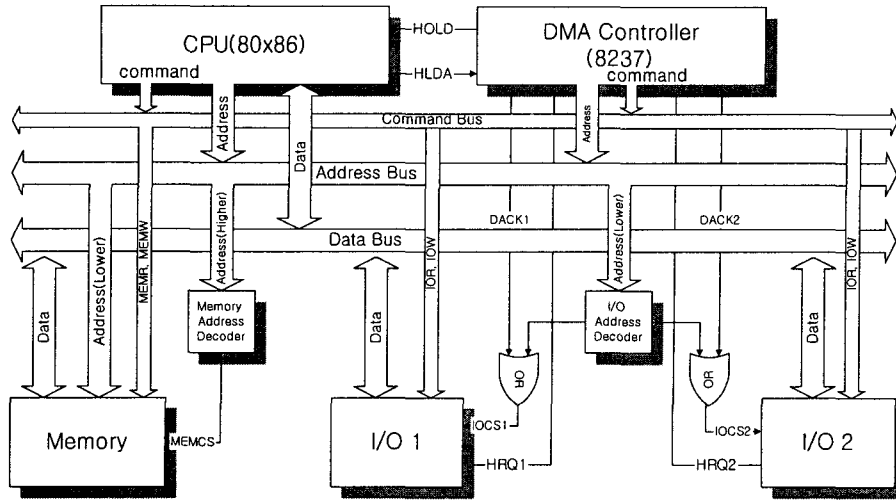 CPU(80x86)
command
HOLD
HLDA
DMA Controller
(8237)
command
Address
Address
Command Bus
Data
Address Bus
DACK1
DACK2
Data Bus
Address(Lower)
MEMR, MEMW
Address(Higher)
IOR, IOW
Address(Lower)
IOR, IOW
Data
Memory
Address
Decoder
Data
I/O
Address
Decoder
Data
OR
OR
Memory
MEMCS
I/O 1
IOCS1
HRQ1
IOCS2
HRQ2
I/O 2